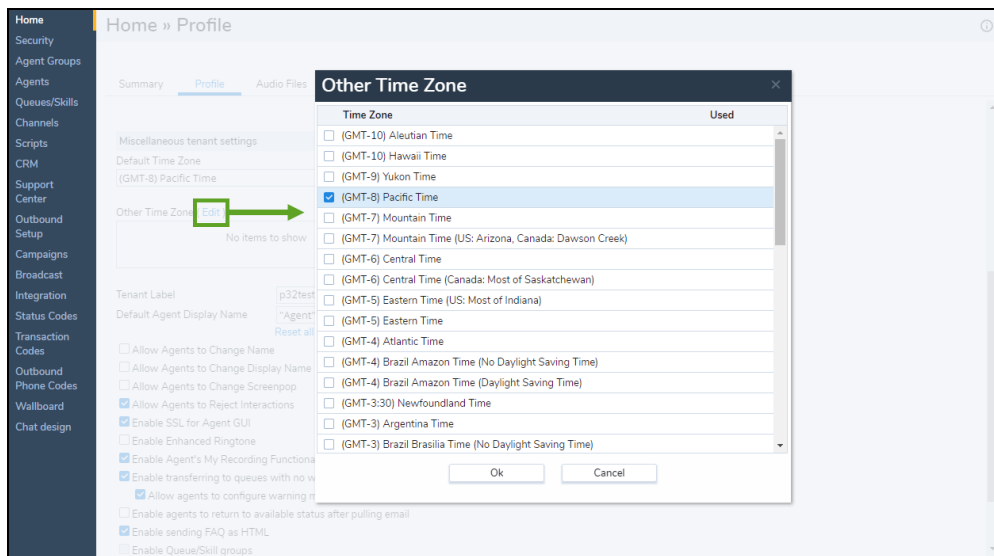 Home
Security
Agent Groups
Agents
Queues/Skills
Channels
Scripts
CRM
Support
Center
Outbound
Setup
Campaigns
Broadcast
Integration
Status Codes
Transaction
Codes
Outbound
Phone Codes
Wallboard
Chat design
Home » Profile
Summary Profile Audio Files
Miscellaneous tenant settings
Default Time Zone
(GMT-8) Pacific Time
Other Time Zone [ Edit ]
No items to show
Tenant Label p32test
Default Agent Display Name "Agent"
Reset all
Allow Agents to Change Name
Allow Agents to Change Display Name
Allow Agents to Change Screenpop
Allow Agents to Reject Interactions
Enable SSL for Agent GUI
Enable Enhanced Ringtone
Enable Agent's My Recording Functiona
Enable transferring to queues with no w
Allow agents to configure warning
Enable agents to return to available status after pulling email
Enable sending FAQ as HTML
Enable Queue/Skill groups
Other Time Zone
Time Zone Used
(GMT-10) Aleutian Time
(GMT-10) Hawaii Time
(GMT-9) Yukon Time
(GMT-8) Pacific Time
(GMT-7) Mountain Time
(GMT-7) Mountain Time (US: Arizona, Canada: Dawson Creek)
(GMT-6) Central Time
(GMT-6) Central Time (Canada: Most of Saskatchewan)
(GMT-5) Eastern Time (US: Most of Indiana)
(GMT-5) Eastern Time
(GMT-4) Atlantic Time
(GMT-4) Brazil Amazon Time (No Daylight Saving Time)
(GMT-4) Brazil Amazon Time (Daylight Saving Time)
(GMT-3:30) Newfoundland Time
(GMT-3) Argentina Time
(GMT-3) Brazil Brasilia Time (No Daylight Saving Time)
Ok Cancel